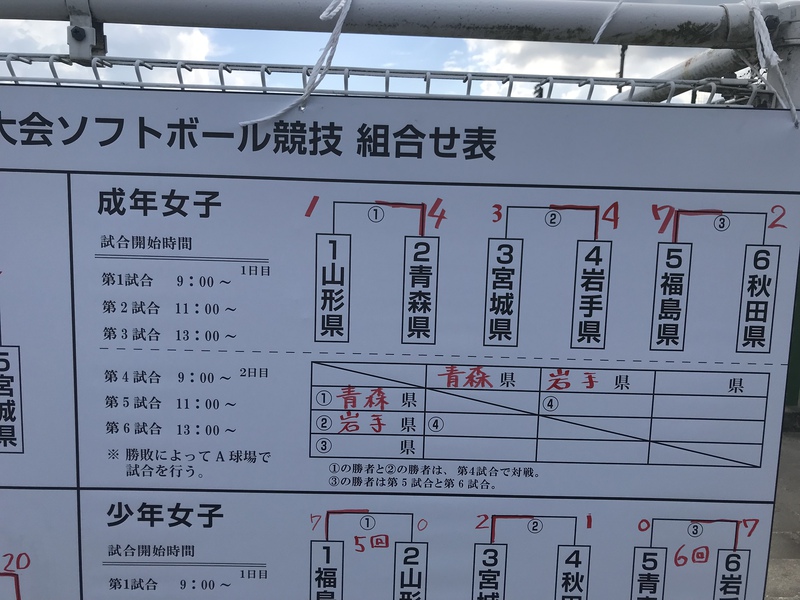 大会ソフトボール競技 組合せ表
成年女子
試合開始時間
1日目
第1試合 9：00～
第2試合 11：00～
第3試合 13：00～
1 ① 4
3 ② 4
7 ③ 2
1山形県
2青森県
3宮城県
4岩手県
5福島県
6秋田県
2日目
第4試合 9：00～
第5試合 11：00～
第6試合 13：00～
※ 勝敗によってA球場で
試合を行う。
青森県 岩手県 県
①青森県 ④
②岩手県 ④
③ 県
①の勝者と②の勝者は、第4試合で対戦。
③の勝者は第5試合と第6試合。
少年女子
試合開始時間
1日目
第1試合 9：00～
7 ① 0
5回
2 ② 1
0 ③ 7
6回
1福島
2山形
3宮
4秋田
5青
6岩
5宮城県
20